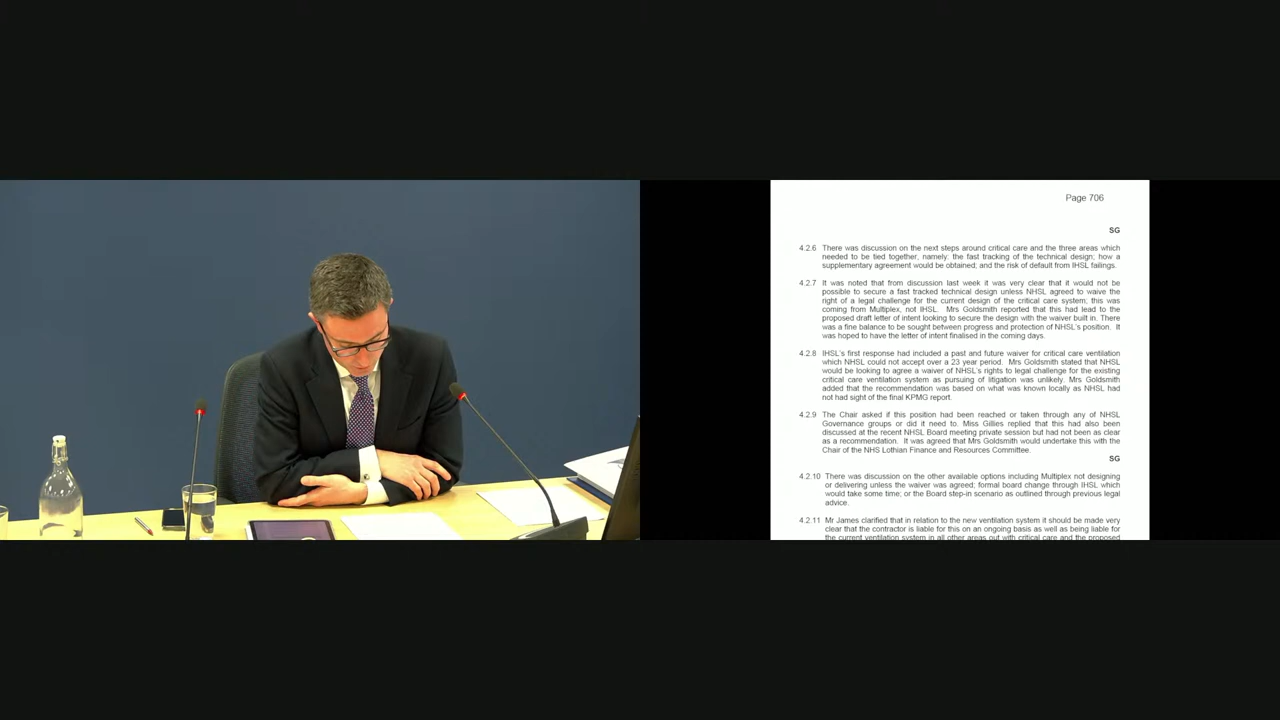 Page 706
SG
4.2.6 There was discussion on the next steps around critical care and the three areas which
needed to be tied together, namely: the fast tracking of the technical design; how a
supplementary agreement would be obtained; and the risk of default from IHSL failings.
4.2.7 It was noted that from discussion last week it was very clear that it would not be
possible to secure a fast tracked technical design unless NHSL agreed to waive the
right of a legal challenge for the current design of the critical care system; this was
coming from Multiplex, not IHSL. Mrs Goldsmith reported that this had lead to the
proposed draft letter of intent looking to secure the design with the waiver built in. There
was a fine balance to be sought between progress and protection of NHSL's position. It
was hoped to have the letter of intent finalised in the coming days.
4.2.8 IHSL's first response had included a past and future waiver for critical care ventilation
which NHSL could not accept over a 23 year period. Mrs Goldsmith stated that NHSL
would be looking to agree a waiver of NHSL's rights to legal challenge for the existing
critical care ventilation system as pursuing of litigation was unlikely. Mrs Goldsmith
added that the recommendation was based on what was known locally as NHSL had
not had sight of the final KPMG report.
4.2.9 The Chair asked if this position had been reached or taken through any of NHSL
Governance groups or did it need to. Miss Gillies replied that this had also been
discussed at the recent NHSL Board meeting private session but had not been as clear
as a recommendation. It was agreed that Mrs Goldsmith would undertake this with the
Chair of the NHS Lothian Finance and Resources Committee.
SG
4.2.10 There was discussion on the other available options including Multiplex not designing
or delivering unless the waiver was agreed; formal board change through IHSL which
would take some time; or the Board step-in scenario as outlined through previous legal
advice.
4.2.11 Mr James clarified that in relation to the new ventilation system it should be made very
clear that the contractor is liable for this on an ongoing basis as well as being liable for
the current ventilation system in all other areas out with critical care and the proposed